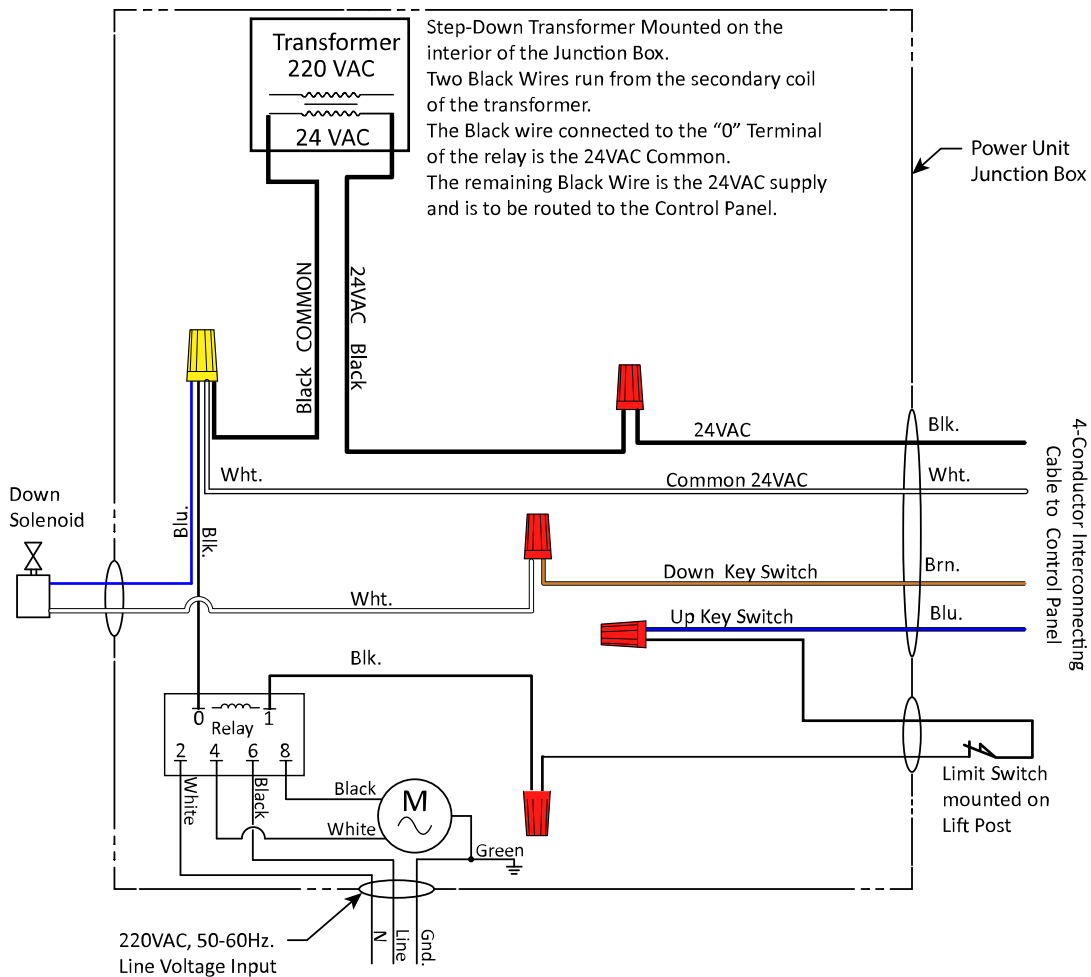 Transformer
220 VAC
24 VAC
Step-Down Transformer Mounted on the
interior of the Junction Box.
Two Black Wires run from the secondary coil
of the transformer.
The Black wire connected to the “0” Terminal
of the relay is the 24VAC Common.
The remaining Black Wire is the 24VAC supply
and is to be routed to the Control Panel.
Power Unit
Junction Box
Black COMMON
24VAC Black
24VAC
Blk.
Wht.
Common 24VAC
Wht.
4-Conductor Interconnecting
Cable to Control Panel
Down
Solenoid
Blu.
Blk.
Down Key Switch
Brn.
Wht.
Up Key Switch
Blu.
Blk.
0
1
Relay
2
4
6
8
White
Black
Black
M
White
Green
Limit Switch
mounted on
Lift Post
220VAC, 50-60Hz.
Line Voltage Input
N
Line
Gnd.